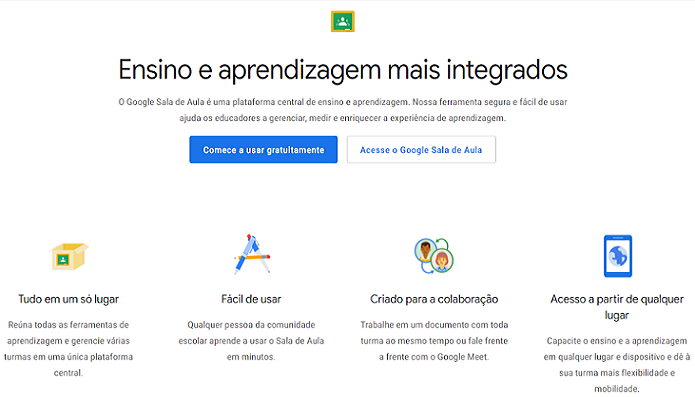 Ensino e aprendizagem mais integrados
O Google Sala de Aula é uma plataforma central de ensino e aprendizagem. Nossa ferramenta segura e fácil de usar
ajuda os educadores a gerenciar, medir e enriquecer a experiência de aprendizagem.
Comece a usar gratuitamente
Acesse o Google Sala de Aula
Tudo em um só lugar
Reúna todas as ferramentas de
aprendizagem e gerencie várias
turmas em uma única plataforma
central.
Fácil de usar
Qualquer pessoa da comunidade
escolar aprende a usar o Sala de Aula
em minutos.
Criado para a colaboração
Trabalhe em um documento com toda
turma ao mesmo tempo ou fale frente
a frente com o Google Meet.
Acesso a partir de qualquer
lugar
Capacite o ensino e a aprendizagem
em qualquer lugar e dispositivo e dê à
sua turma mais flexibilidade e
mobilidade.